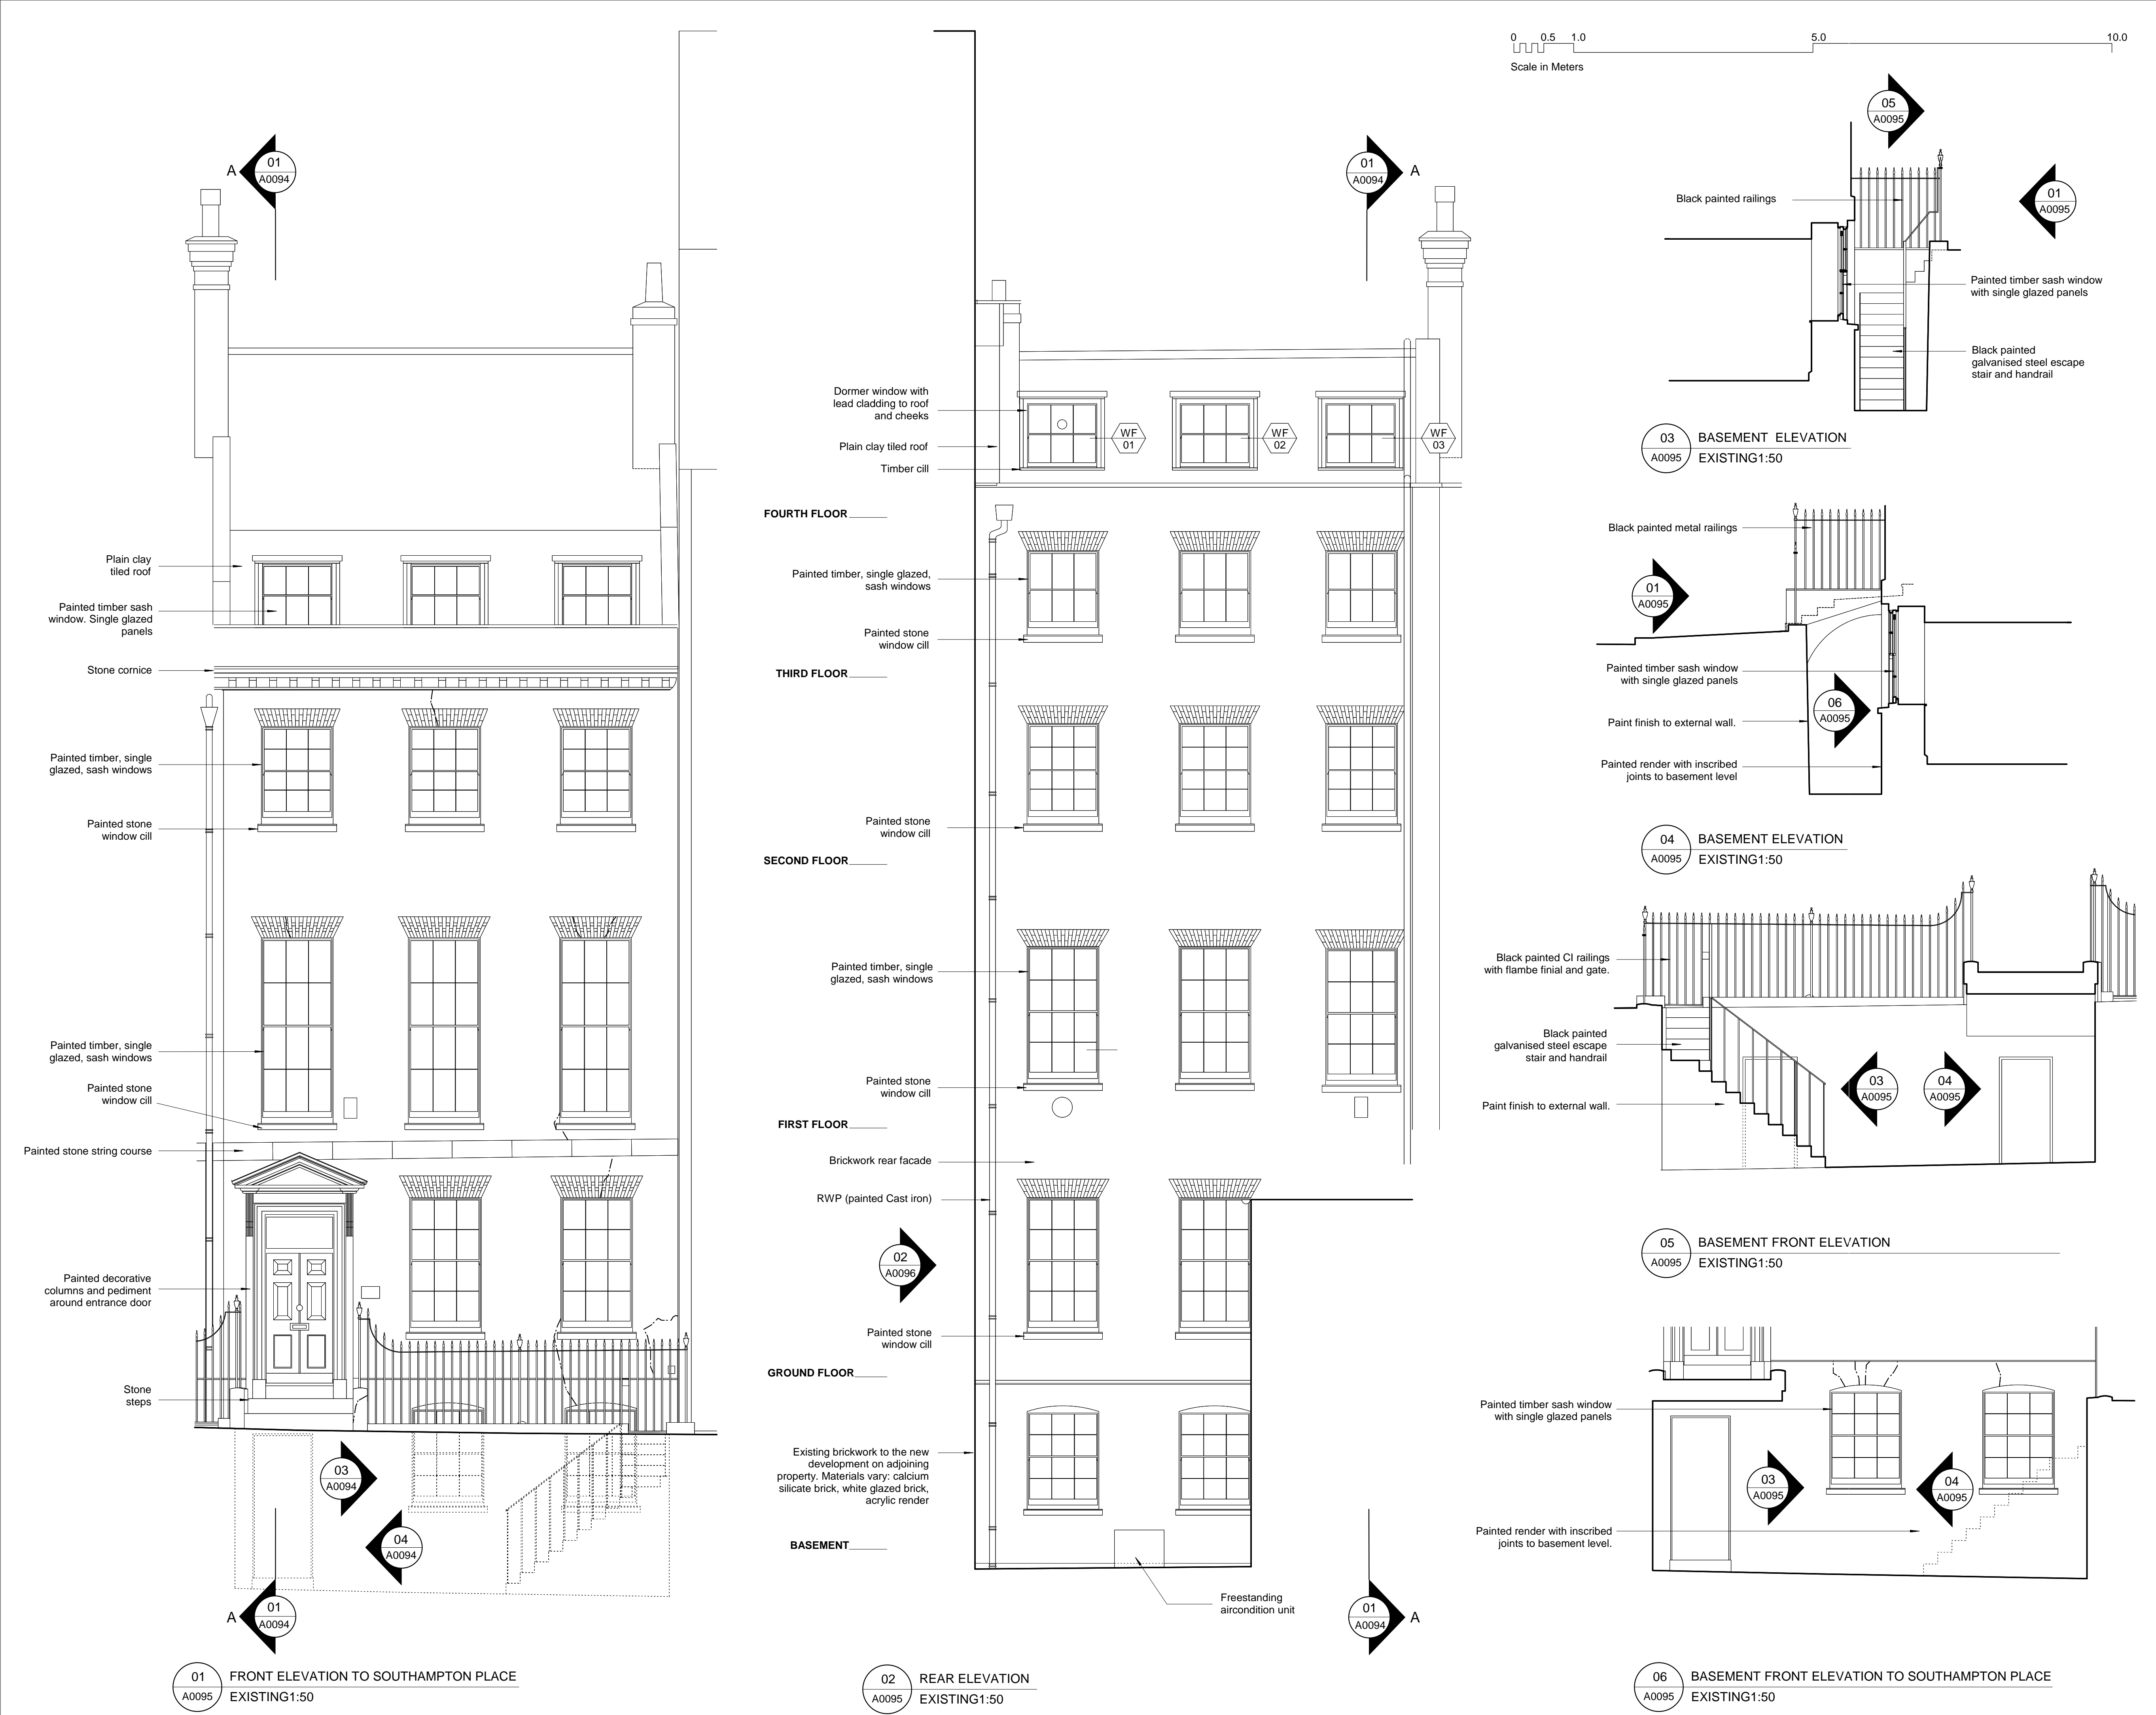 0 0.5 1.0 5.0 10.0
Scale in Meters
A
01
A0094
Plain clay
tiled roof
Painted timber sash
window. Single glazed
panels
Stone cornice
Painted timber, single
glazed, sash windows
Painted stone
window cill
Painted timber, single
glazed, sash windows
Painted stone
window cill
Painted stone string course
Painted decorative
columns and pediment
around entrance door
Stone
steps
03
A0094
04
A0094
A
01
A0094
01
A0095
FRONT ELEVATION TO SOUTHAMPTON PLACE
EXISTING1:50
01
A0094
A
Dormer window with
lead cladding to roof
and cheeks
Plain clay tiled roof
Timber cill
WF
01
WF
02
WF
03
FOURTH FLOOR
Painted timber, single glazed,
sash windows
Painted stone
window cill
THIRD FLOOR
Painted stone
window cill
SECOND FLOOR
Painted timber, single
glazed, sash windows
Painted stone
window cill
FIRST FLOOR
Brickwork rear facade
RWP (painted Cast iron)
02
A0096
Painted stone
window cill
GROUND FLOOR
Existing brickwork to the new
development on adjoining
property. Materials vary: calcium
silicate brick, white glazed brick,
acrylic render
BASEMENT
Freestanding
aircondition unit
01
A0094
A
02
A0095
REAR ELEVATION
EXISTING1:50
05
A0095
Black painted railings
01
A0095
Painted timber sash window
with single glazed panels
Black painted
galvanised steel escape
stair and handrail
03
A0095
BASEMENT ELEVATION
EXISTING1:50
Black painted metal railings
01
A0095
Painted timber sash window
with single glazed panels
06
A0095
Paint finish to external wall.
Painted render with inscribed
joints to basement level
04
A0095
BASEMENT ELEVATION
EXISTING1:50
Black painted CI railings
with flambe finial and gate.
Black painted
galvanised steel escape
stair and handrail
03
A0095
04
A0095
Paint finish to external wall.
05
A0095
BASEMENT FRONT ELEVATION
EXISTING1:50
Painted timber sash window
with single glazed panels
03
A0095
04
A0095
Painted render with inscribed
joints to basement level.
06
A0095
BASEMENT FRONT ELEVATION TO SOUTHAMPTON PLACE
EXISTING1:50